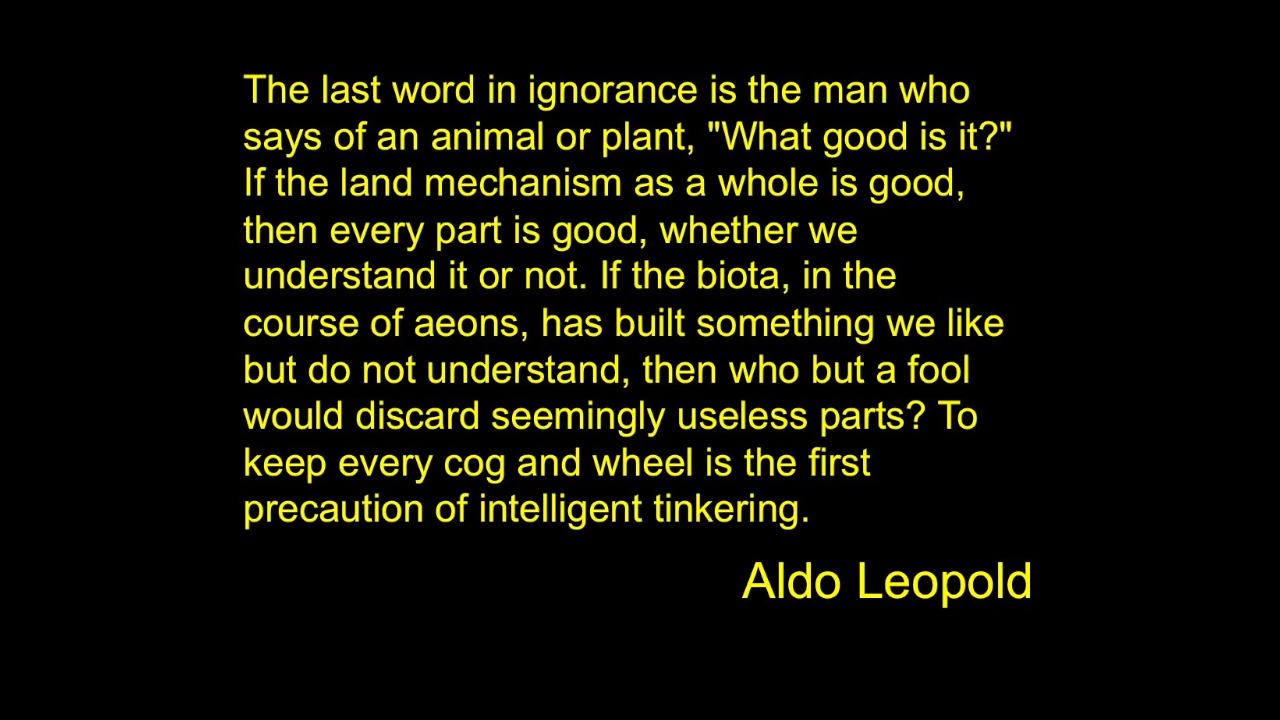 The last word in ignorance is the man who
says of an animal or plant, "What good is it?"
If the land mechanism as a whole is good,
then every part is good, whether we
understand it or not. If the biota, in the
course of aeons, has built something we like
but do not understand, then who but a fool
would discard seemingly useless parts? To
keep every cog and wheel is the first
precaution of intelligent tinkering.
Aldo Leopold